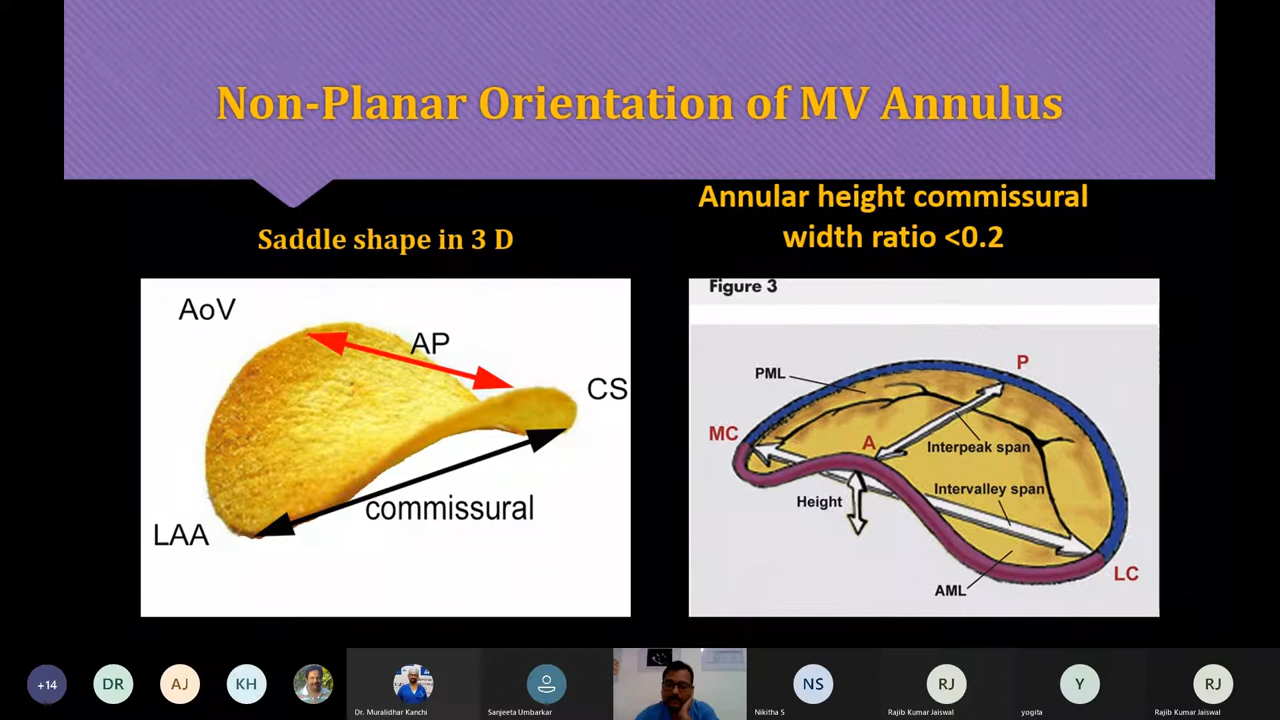 Non-Planar Orientation of MV Annulus
Saddle shape in 3 D
Annular height commissural
width ratio <0.2
AoV
AP
CS
commissural
LAA
Figure 3
PML
P
MC
A
Interpeak span
Intervalley span
Height
AML
LC
+14
DR
AJ
KH
Dr. Muralidhar Kanchi
Sanjeeta Umbarkar
NS
Nikitha S
RJ
Rajib Kumar Jaiswal
Y
yogita
RJ
Rajib Kumar Jaiswal